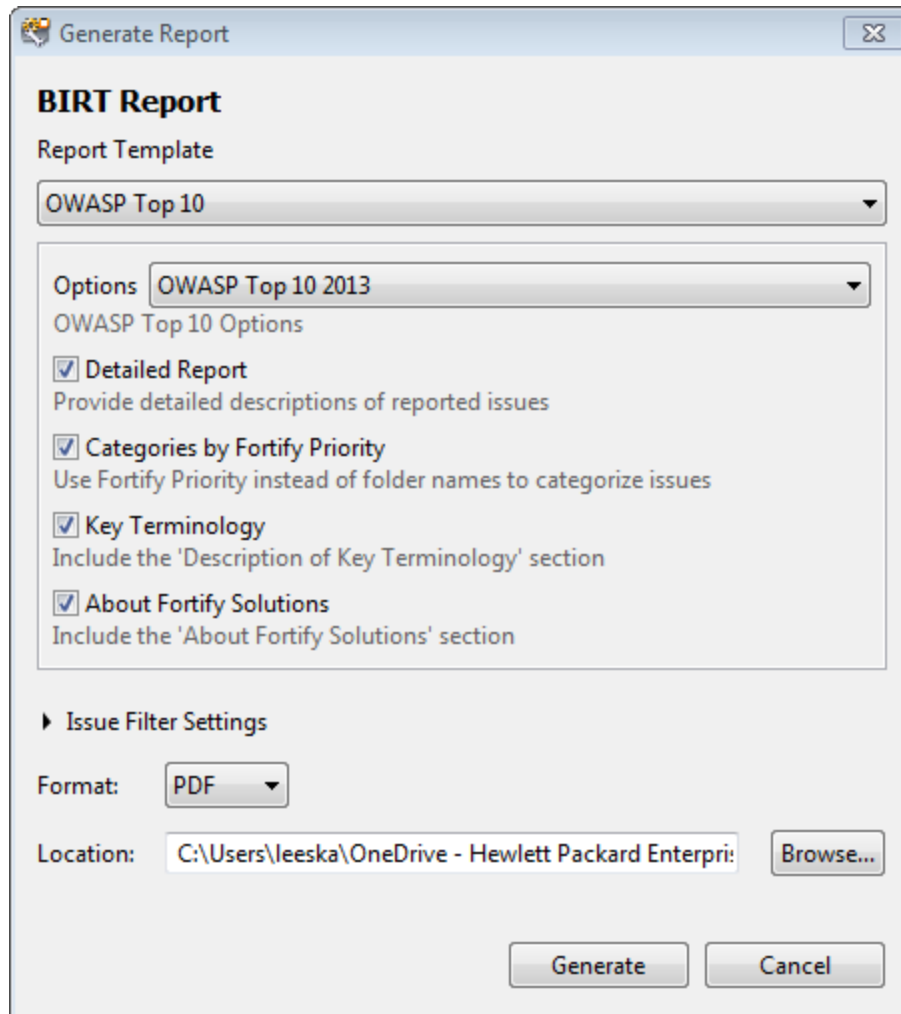 Generate Report
BIRT Report
Report Template
OWASP Top 10
Options OWASP Top 10 2013
OWASP Top 10 Options
Detailed Report
Provide detailed descriptions of reported issues
Categories by Fortify Priority
Use Fortify Priority instead of folder names to categorize issues
Key Terminology
Include the 'Description of Key Terminology' section
About Fortify Solutions
Include the 'About Fortify Solutions' section
Issue Filter Settings
Format: PDF
Location: C:\Users\leeska\OneDrive - Hewlett Packard Enterpri Browse...
Generate Cancel